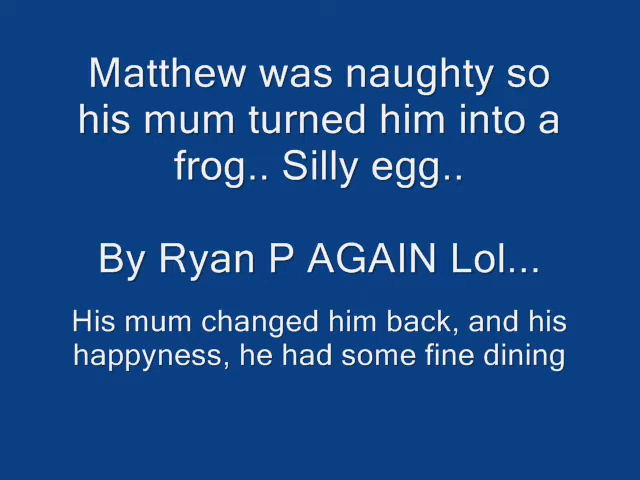 Matthew was naughty so
his mum turned him into a
frog.. Silly egg..
By Ryan P AGAIN Lol...
His mum changed him back, and his
happyness, he had some fine dining